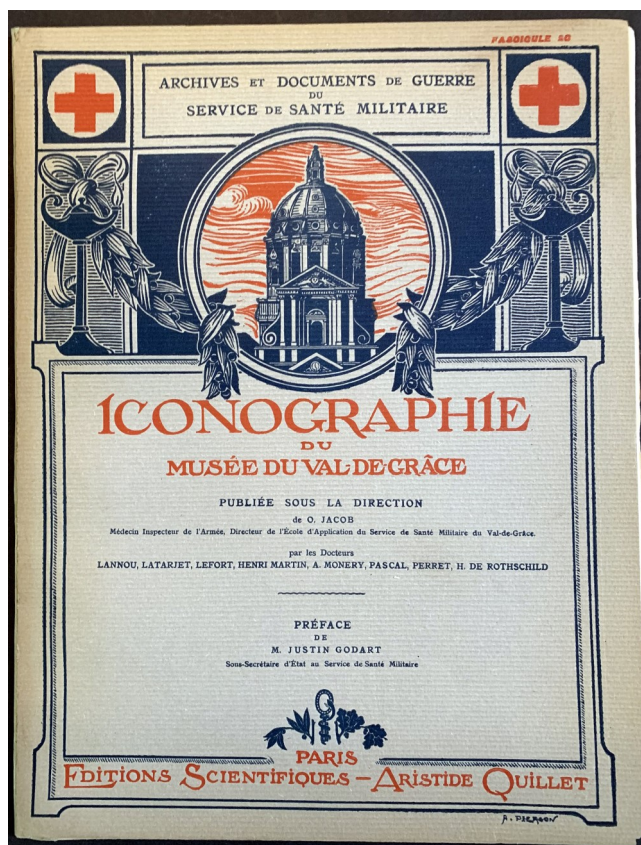 FASCICULE 20
ARCHIVES ET DOCUMENTS DE GUERRE
DU
SERVICE DE SANTÉ MILITAIRE
ICONOGRAPHIE
DU
MUSÉE DU VAL-DE-GRÂCE
PUBLIÉE SOUS LA DIRECTION
de O. JACOB
Médecin Inspecteur de l'Armée, Directeur de l'École d'Application du Service de Santé Militaire du Val-de-Grâce.
par les Docteurs
LANNOU, LATARJET, LEFORT, HENRI MARTIN, A. MONERY, PASCAL, PERRET, H. DE ROTHSCHILD
PRÉFACE
DE
M. JUSTIN GODART
Sous-Secrétaire d'État au Service de Santé Militaire
PARIS
EDITIONS SCIENTIFIQUES — ARISTIDE QUILLET